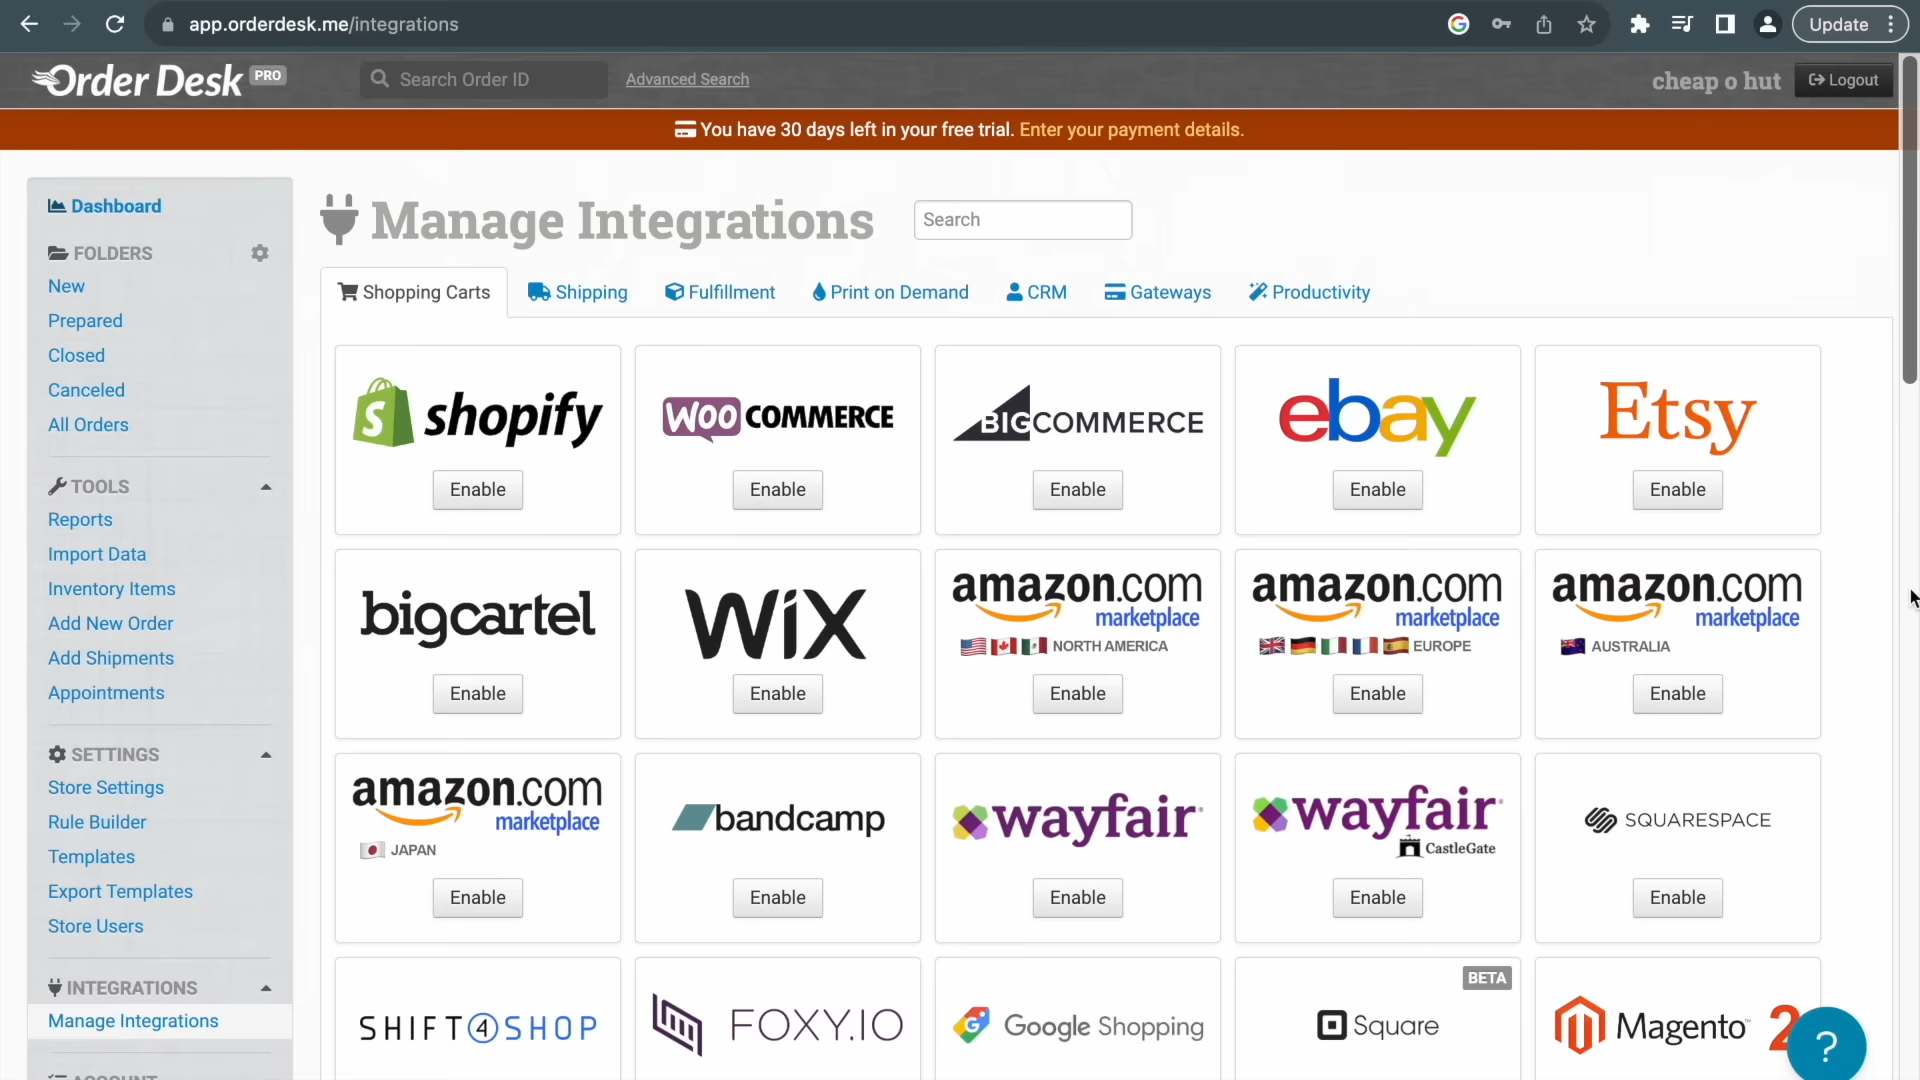 app.orderdesk.me/integrations
Update
Order Desk PRO
Search Order ID
Advanced Search
cheap o hut
Logout
You have 30 days left in your free trial. Enter your payment details.
Dashboard
FOLDERS
New
Prepared
Closed
Canceled
All Orders
TOOLS
Reports
Import Data
Inventory Items
Add New Order
Add Shipments
Appointments
SETTINGS
Store Settings
Rule Builder
Templates
Export Templates
Store Users
INTEGRATIONS
Manage Integrations
ACCOUNT
Manage Integrations
Search
Shopping Carts
Shipping
Fulfillment
Print on Demand
CRM
Gateways
Productivity
shopify
Enable
WOO COMMERCE
Enable
BIGCOMMERCE
Enable
ebay
Enable
Etsy
Enable
bigcartel
Enable
WiX
Enable
amazon.com
marketplace
NORTH AMERICA
Enable
amazon.com
marketplace
EUROPE
Enable
amazon.com
marketplace
AUSTRALIA
Enable
amazon.com
marketplace
JAPAN
Enable
bandcamp
Enable
wayfair
Enable
wayfair
CastleGate
Enable
SQUARESPACE
Enable
SHIFT4SHOP
FOXY.IO
Google Shopping
BETA
Square
Magento™ 2
?